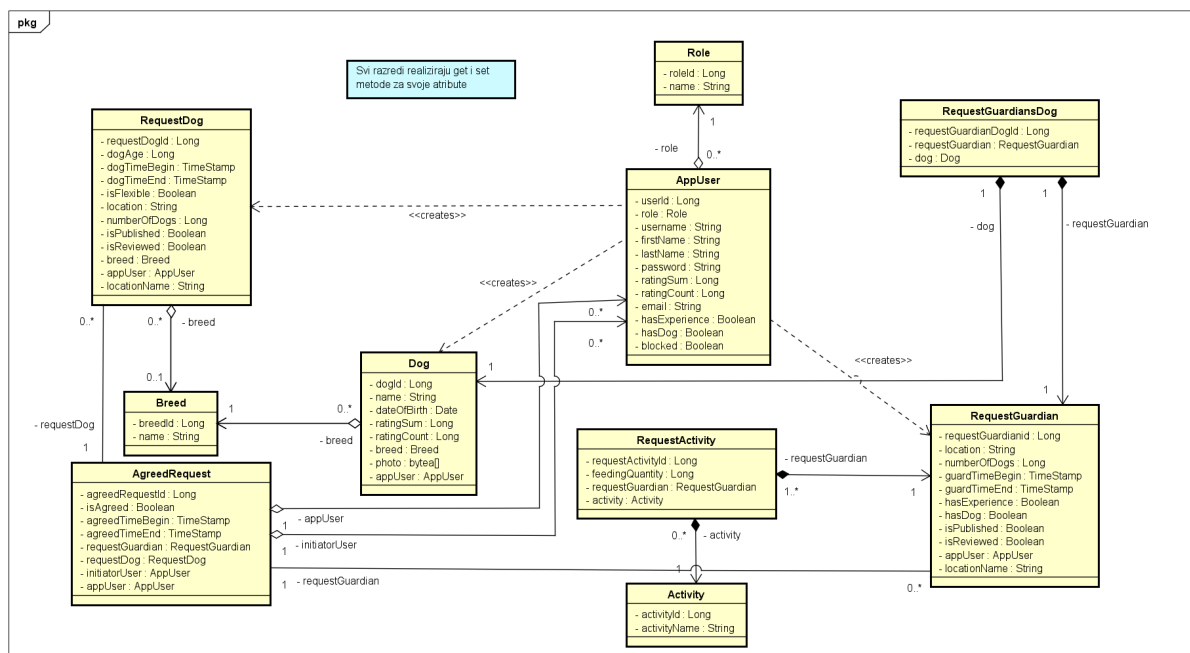 pkg
Svi razredi realiziraju get i set
metode za svoje atribute
Role
- roleId : Long
- name : String
RequestDog
- requestDogId : Long
- dogAge : Long
- dogTimeBegin : TimeStamp
- dogTimeEnd : TimeStamp
- isFlexible : Boolean
- location : String
- numberOfDogs : Long
- isPublished : Boolean
- isReviewed : Boolean
- breed : Breed
- appUser : AppUser
- locationName : String
RequestGuardiansDog
- requestGuardianDogId : Long
- requestGuardian : RequestGuardian
- dog : Dog
1
- role
0..*
AppUser
- userId : Long
- role : Role
- username : String
- firstName : String
- lastName : String
- password : String
- ratingSum : Long
- ratingCount : Long
- email : String
- hasExperience : Boolean
- hasDog : Boolean
- blocked : Boolean
1
1
- dog
- requestGuardian
<<creates>>
<<creates>>
<<creates>>
0..*
0..*
- breed
0..*
0..*
0..1
1
1
Breed
- breedId : Long
- name : String
1
0..*
- breed
Dog
- dogId : Long
- name : String
- dateOfBirth : Date
- ratingSum : Long
- ratingCount : Long
- breed : Breed
- photo : bytea[]
- appUser : AppUser
- requestDog
1
AgreedRequest
- agreedRequestId : Long
- isAgreed : Boolean
- agreedTimeBegin : TimeStamp
- agreedTimeEnd : TimeStamp
- requestGuardian : RequestGuardian
- requestDog : RequestDog
- initiatorUser : AppUser
- appUser : AppUser
1
- appUser
1
- initiatorUser
1
- requestGuardian
0..*
RequestActivity
- requestActivityId : Long
- feedingQuantity : Long
- requestGuardian : RequestGuardian
- activity : Activity
- requestGuardian
1..*
1
0..*
- activity
1
Activity
- activityId : Long
- activityName : String
RequestGuardian
- requestGuardianid : Long
- location : String
- numberOfDogs : Long
- guardTimeBegin : TimeStamp
- guardTimeEnd : TimeStamp
- hasExperience : Boolean
- hasDog : Boolean
- isPublished : Boolean
- isReviewed : Boolean
- appUser : AppUser
- locationName : String